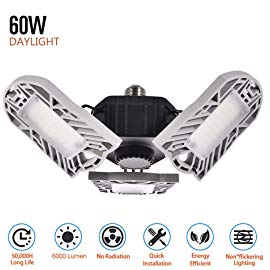 60W
DAYLIGHT
50,000H
Long Life
6000 Lumen
No Radiation
Quick
Installation
Energy
Efficient
Non*flickering
Lighting